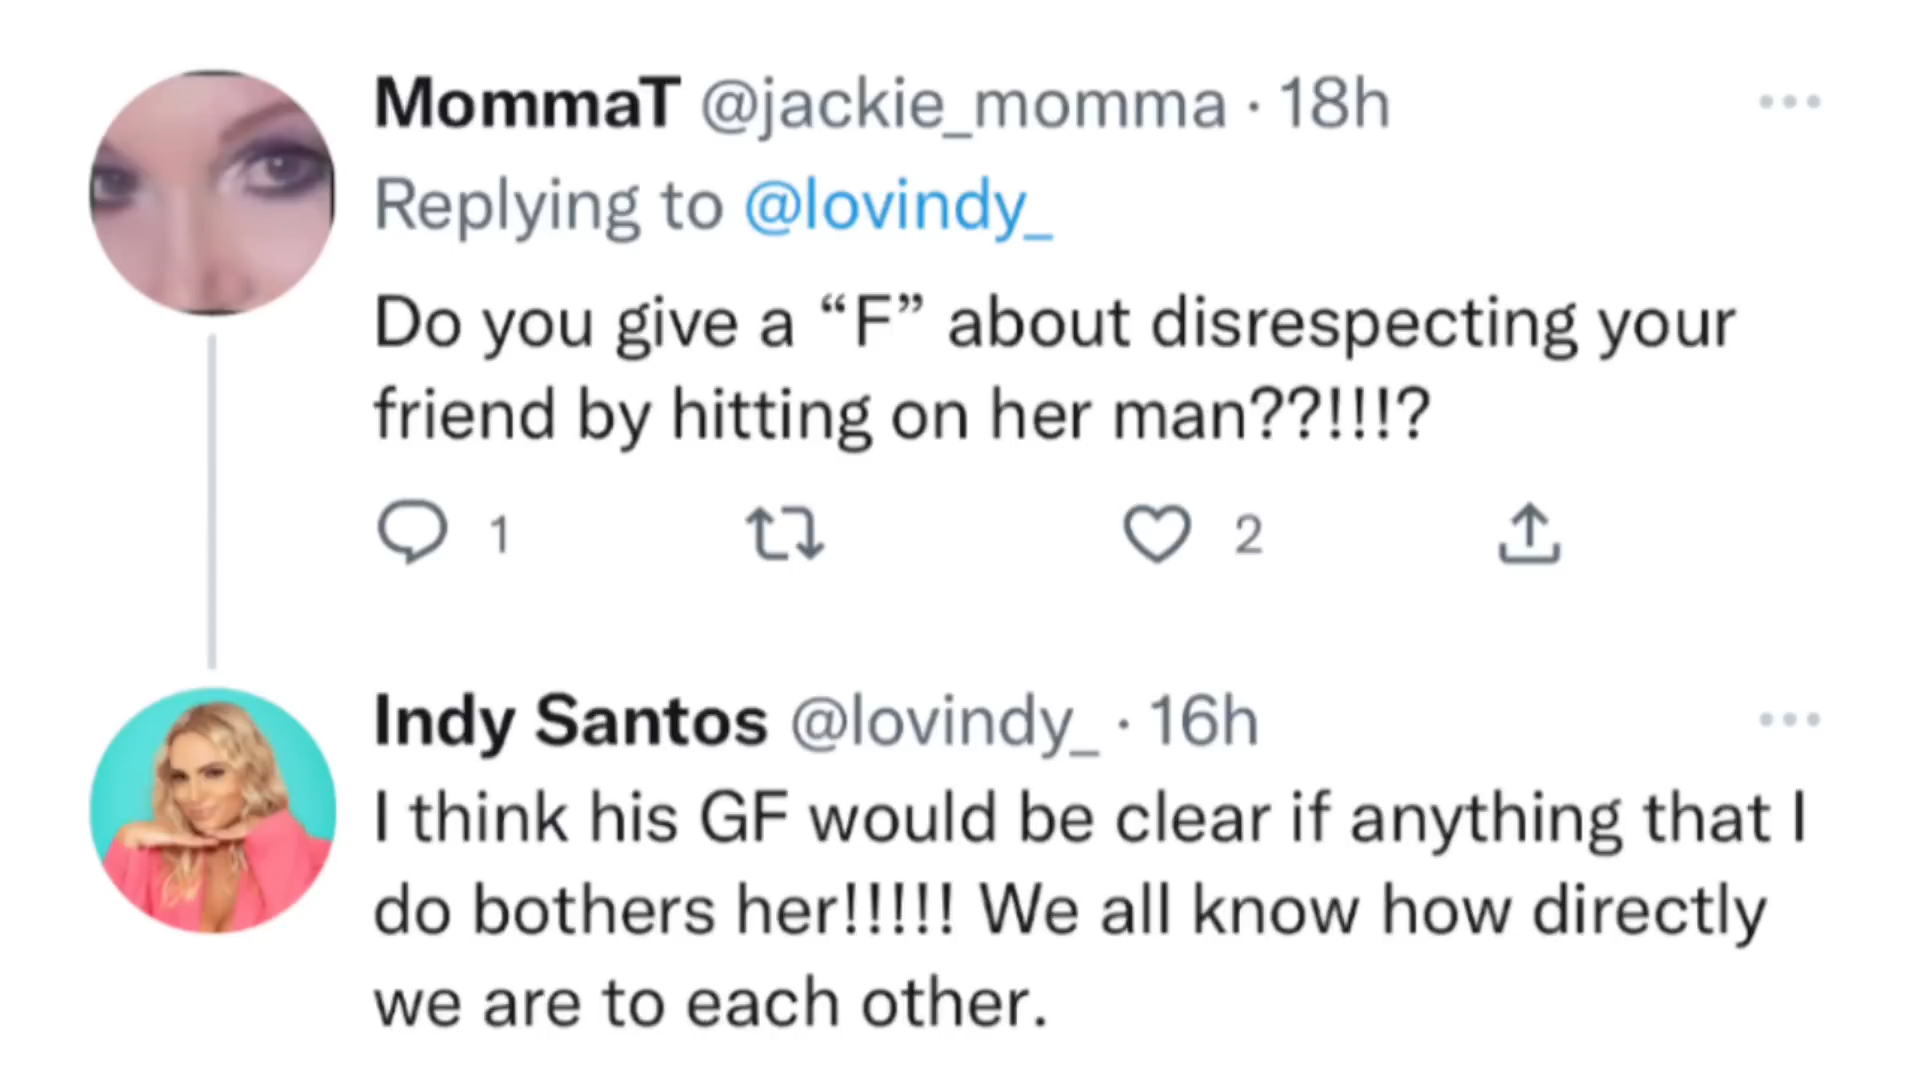 MommaT @jackie_momma · 18h
Replying to @lovindy_
Do you give a “F” about disrespecting your
friend by hitting on her man??!!!?
1 2
Indy Santos @lovindy_ · 16h
I think his GF would be clear if anything that I
do bothers her!!!!! We all know how directly
we are to each other.